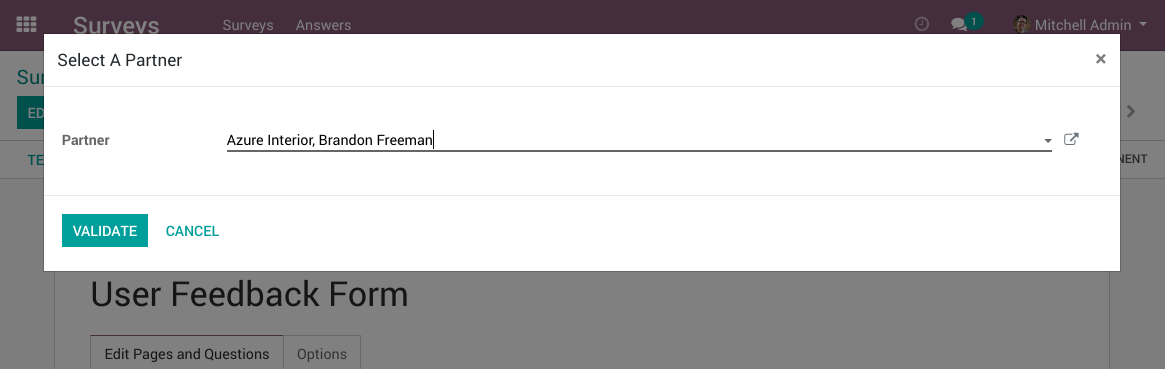 Surveys Surveys Answers 1 Mitchell Admin
Select A Partner ×
Sur
ED
Partner Azure Interior, Brandon Freeman
TE NENT
VALIDATE CANCEL
User Feedback Form
Edit Pages and Questions Options